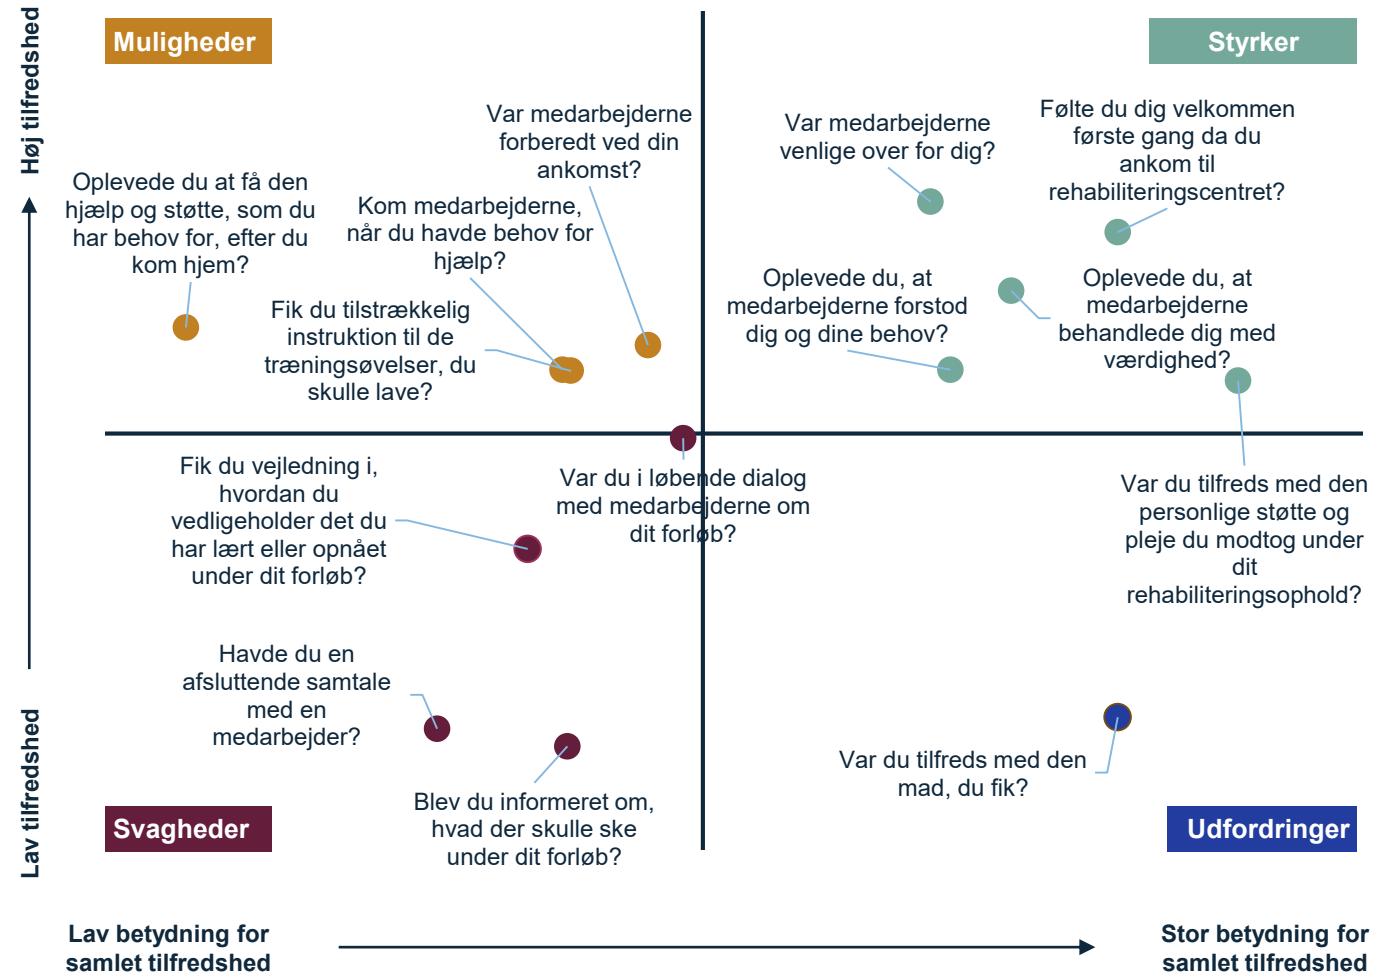 Høj tilfredshed
Muligheder
Styrker
Var medarbejderne
forberedt ved din
ankomst?
Var medarbejderne
venlige over for dig?
Følte du dig velkommen
første gang da du
ankom til
rehabiliteringscentret?
Oplevede du at få den
hjælp og støtte, som du
har behov for, efter du
kom hjem?
Kom medarbejderne,
når du havde behov for
hjælp?
Fik du tilstrækkelig
instruktion til de
træningsøvelser, du
skulle lave?
Oplevede du, at
medarbejderne forstod
dig og dine behov?
Oplevede du, at
medarbejderne
behandlede dig med
værdighed?
Fik du vejledning i,
hvordan du
vedligeholder det du
har lært eller opnået
under dit forløb?
Var du i løbende dialog
med medarbejderne om
dit forløb?
Var du tilfreds med den
personlige støtte og
pleje du modtog under
dit
rehabiliteringsophold?
Havde du en
afsluttende samtale
med en
medarbejder?
Blev du informeret om,
hvad der skulle ske
under dit forløb?
Var du tilfreds med den
mad, du fik?
Lav tilfredshed
Svagheder
Udfordringer
Lav betydning for
samlet tilfredshed
Stor betydning for
samlet tilfredshed